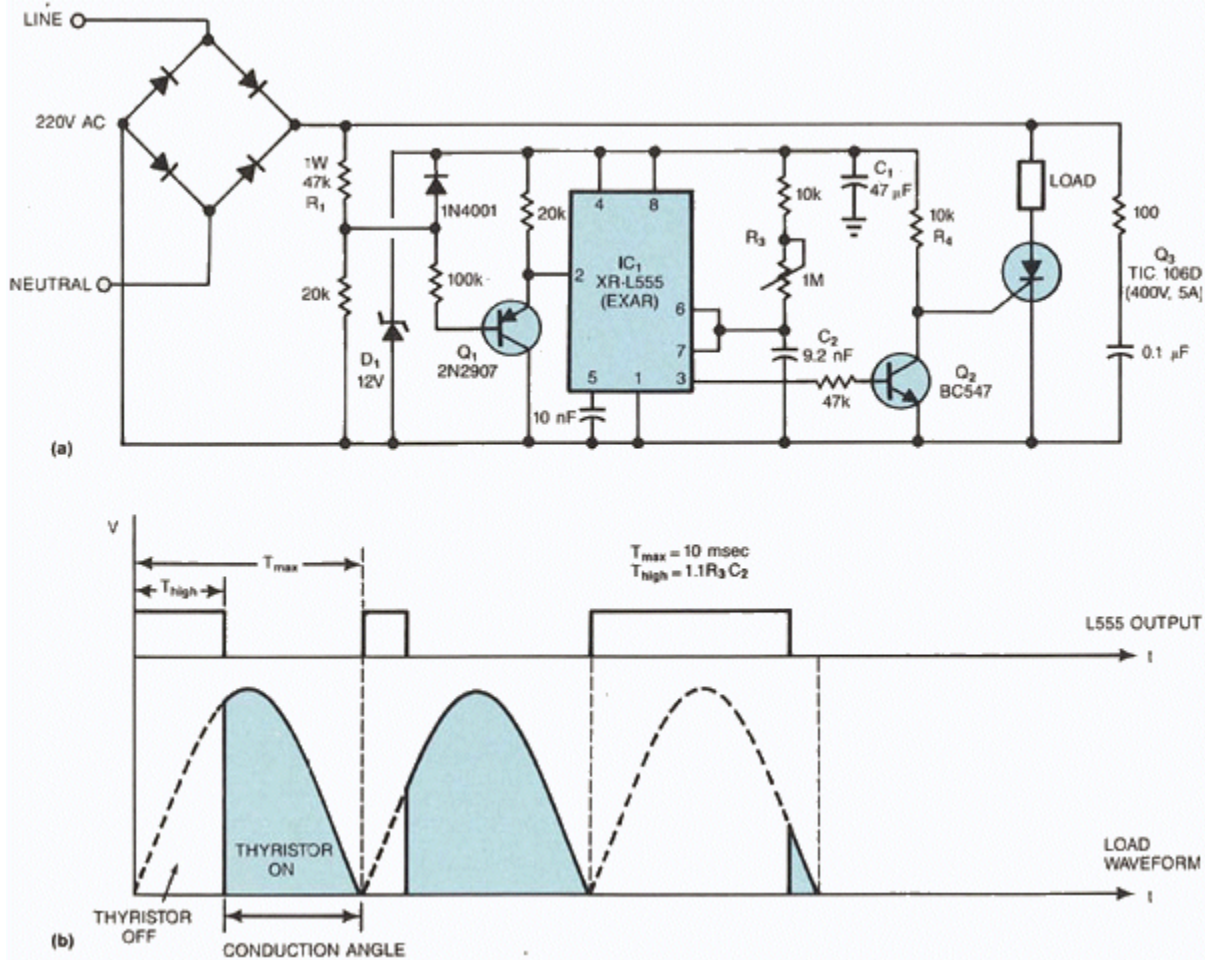 LINE
220V AC
NEUTRAL
1W
47k
R1
20k
1N4001
100k
D1
12V
Q1
2N2907
20k
4
8
2
IC1
XR-L555
(EXAR)
6
7
3
5
1
10 nF
10k
R3
1M
C1
47 µF
C2
9.2 nF
47k
10k
R4
Q2
BC547
LOAD
Q3
TIC 106D
(400V, 5A)
100
0.1 µF
(a)
V
Tmax
Thigh
Tmax = 10 msec
Thigh = 1.1R3C2
L555 OUTPUT
t
THYRISTOR
ON
LOAD
WAVEFORM
t
THYRISTOR
OFF
CONDUCTION ANGLE
(b)